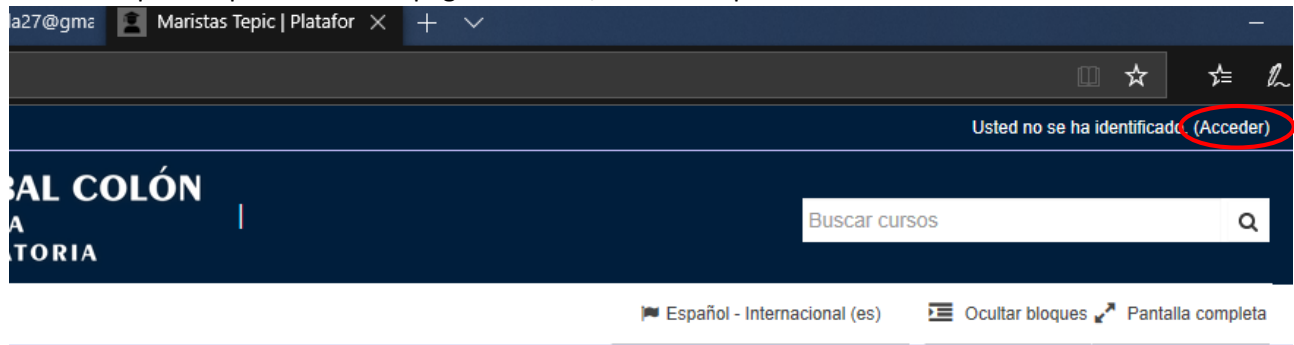 la27@gma Maristas Tepic | Platafor
Usted no se ha identificado. (Acceder)
BAL COLÓN
A
ATORIA
Buscar cursos
Español - Internacional (es) Ocultar bloques Pantalla completa